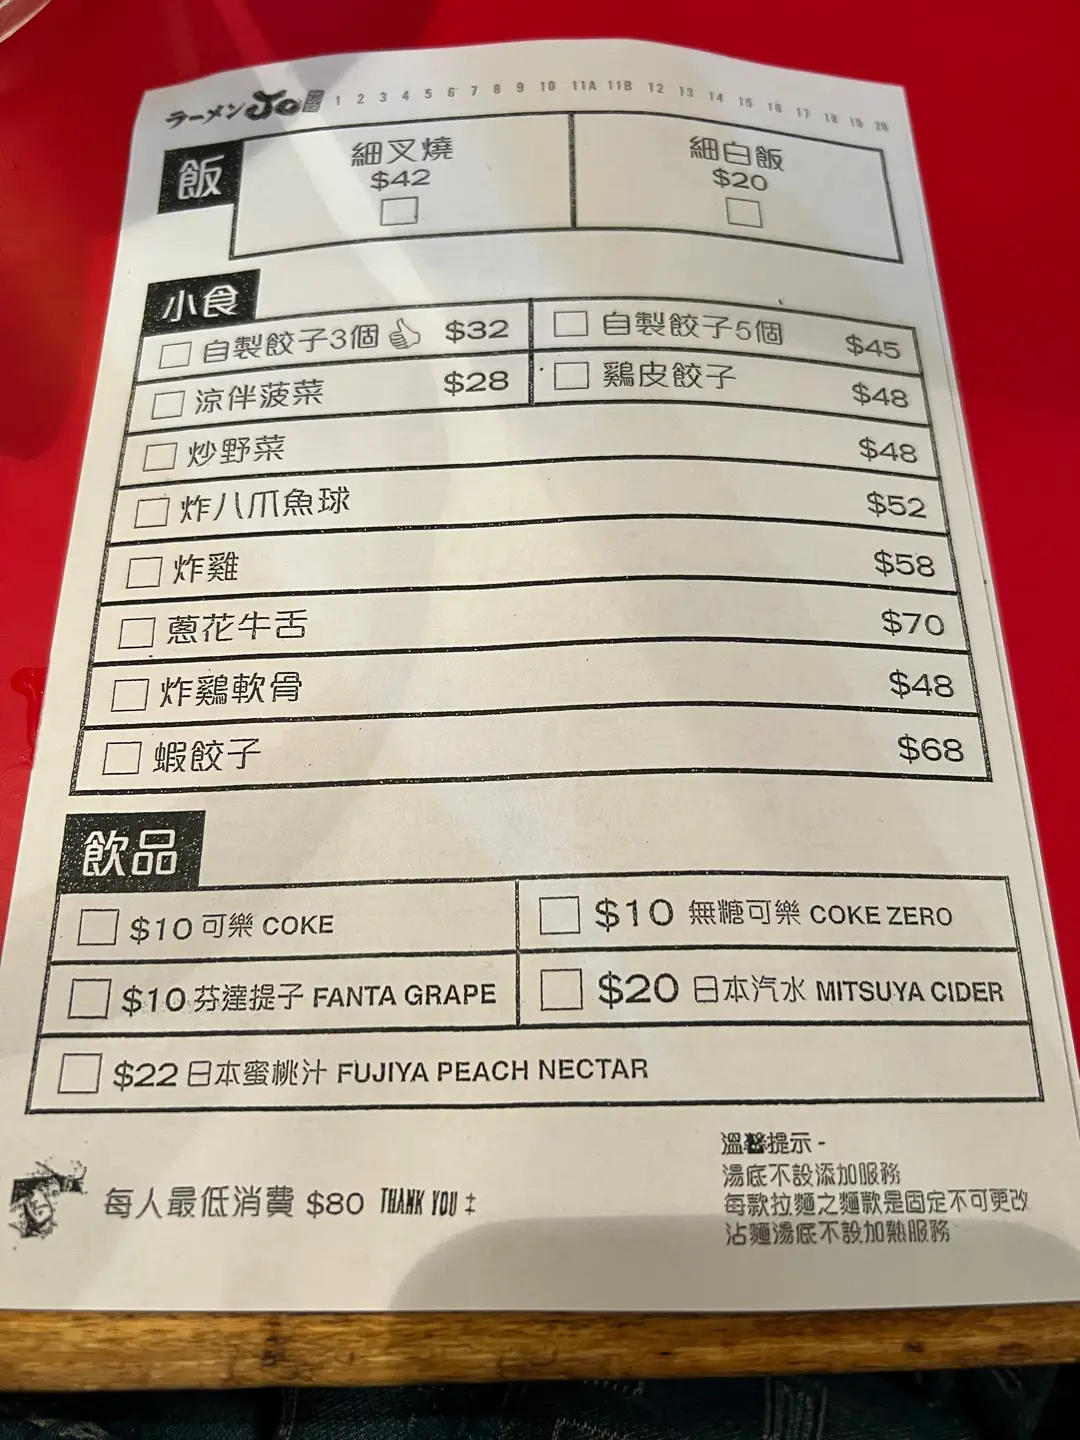 ラーメン Jo 1 2 3 4 5 6 7 8 9 10 11A 11B 12 13 14 15 16 17 18 19 20
飯
細叉燒 細白飯
$42 $20
小食
自製餃子3個 $32 自製餃子5個 $45
涼伴菠菜 $28 鷄皮餃子 $48
炒野菜 $48
炸八爪魚球 $52
炸雞 $58
蔥花牛舌 $70
炸鷄軟骨 $48
蝦餃子 $68
飲品
$10 可樂 COKE $10 無糖可樂 COKE ZERO
$10 芬達提子 FANTA GRAPE $20 日本汽水 MITSUYA CIDER
$22 日本蜜桃汁 FUJIYA PEACH NECTAR
每人最低消費 $80 THANK YOU
溫馨提示 -
湯底不設添加服務
每款拉麵之麵款是固定不可更改
沾麵湯底不設加熱服務